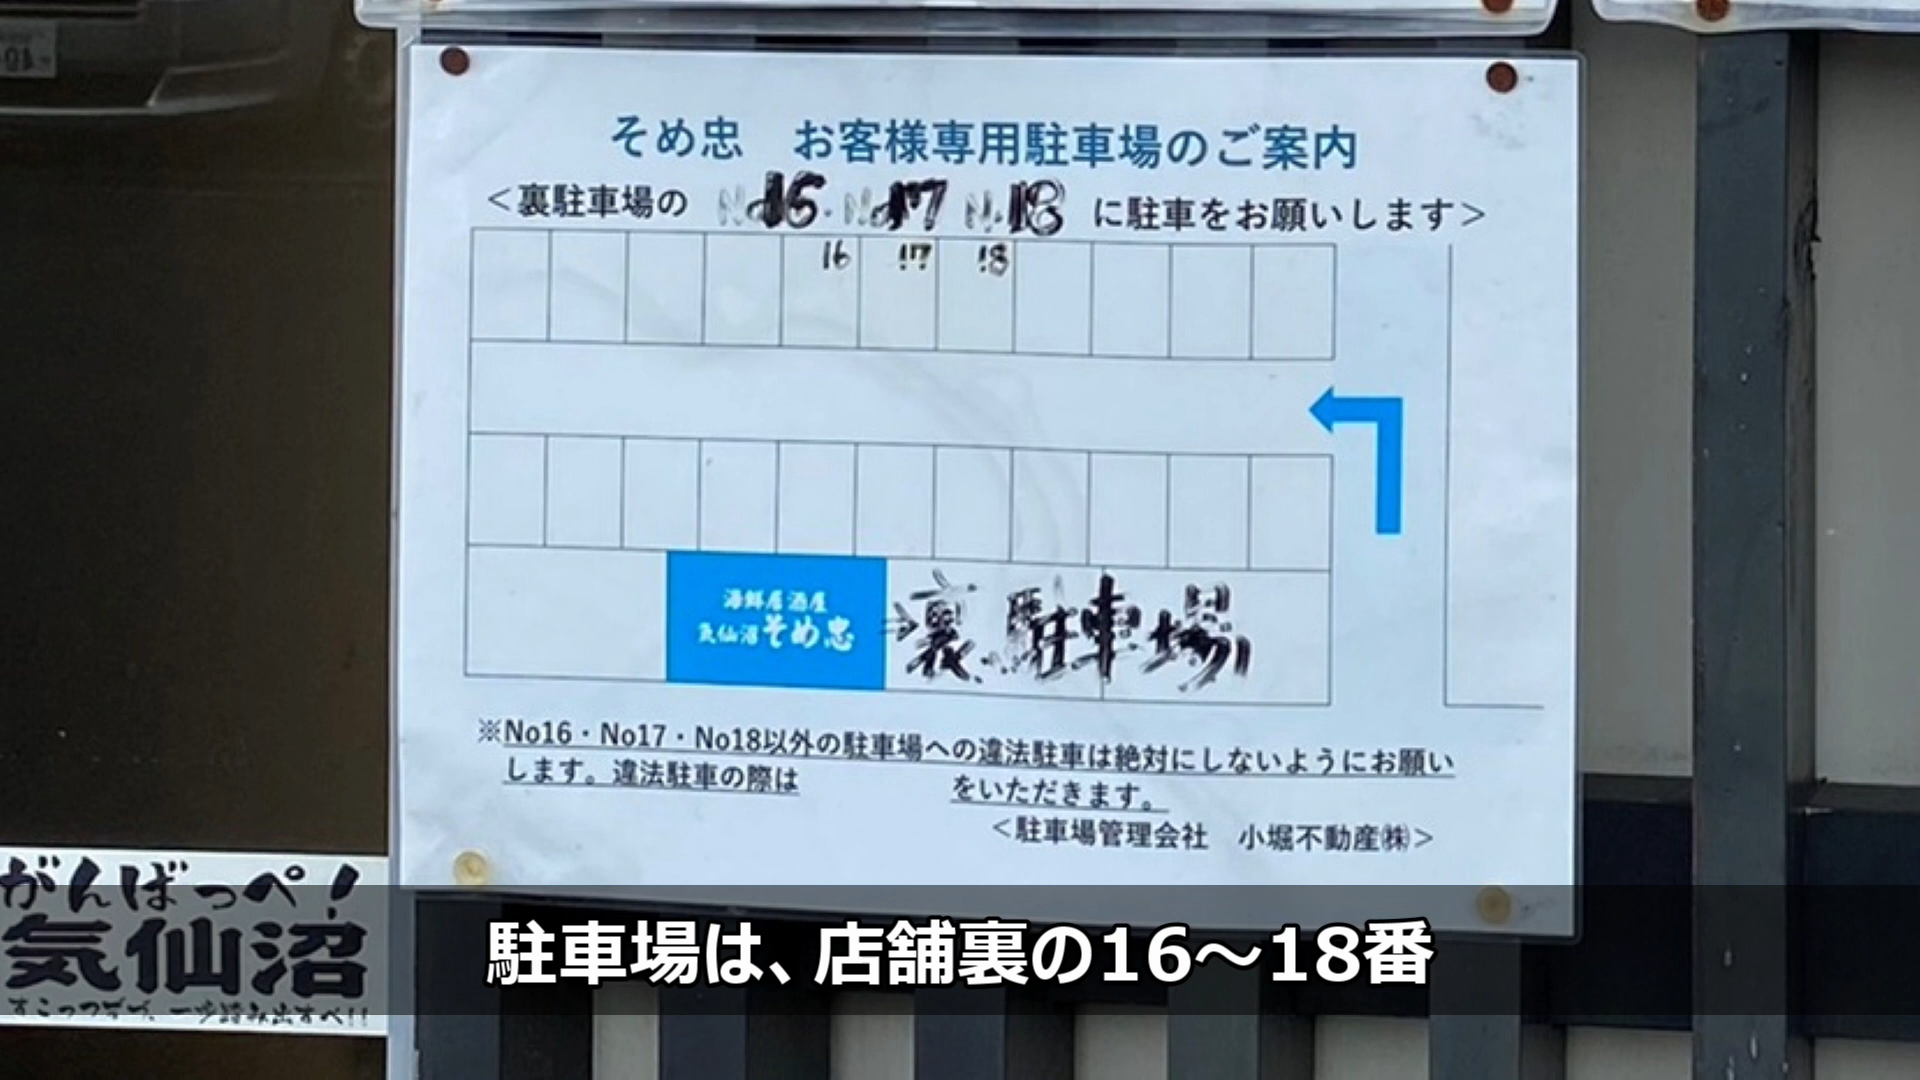 そめ忠　お客様専用駐車場のご案内
<裏駐車場の No16. No17 No.18 に駐車をお願いします>
16 17 18
海鮮居酒屋
気仙沼そめ忠
→裏駐車場
※No16・No17・No18以外の駐車場への違法駐車は絶対にしないようにお願い
します。違法駐車の際は　をいただきます。
<駐車場管理会社　小堀不動産㈱>
がんばっぺ!
気仙沼
駐車場は、店舗裏の16～18番